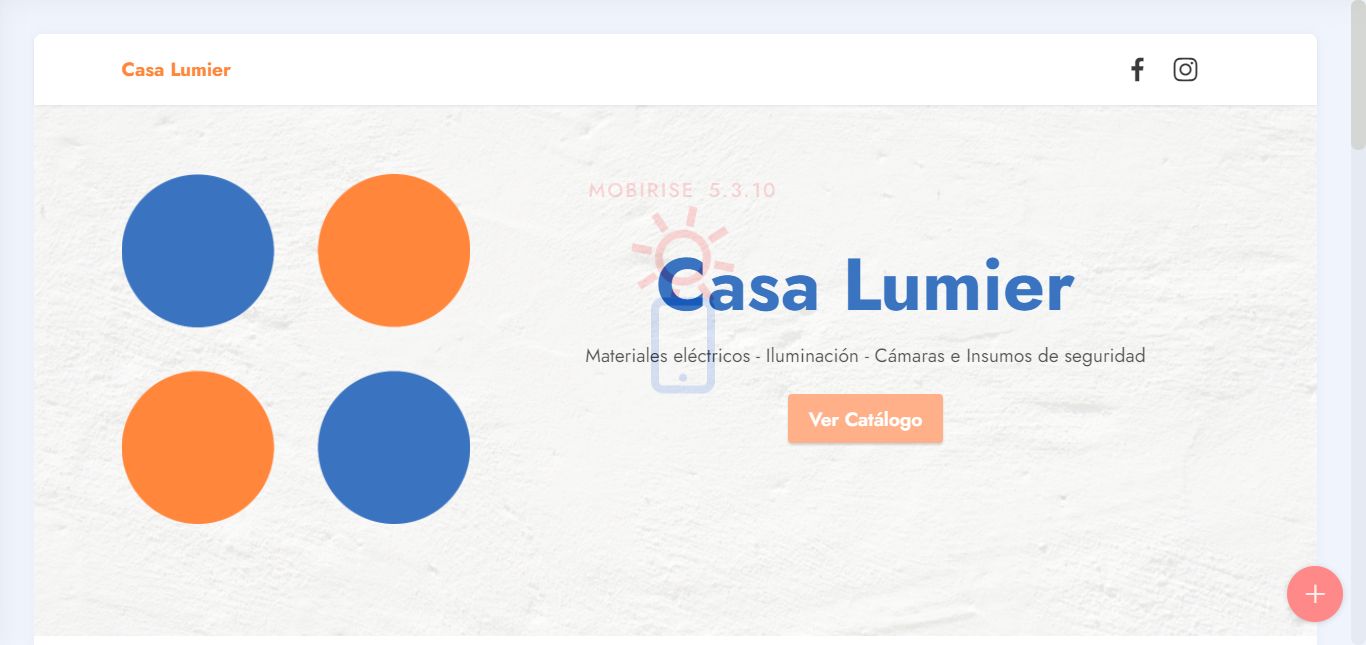 Casa Lumier
MOBIRISE 5.3.10
Casa Lumier
Materiales eléctricos - Iluminación - Cámaras e Insumos de seguridad
Ver Catálogo